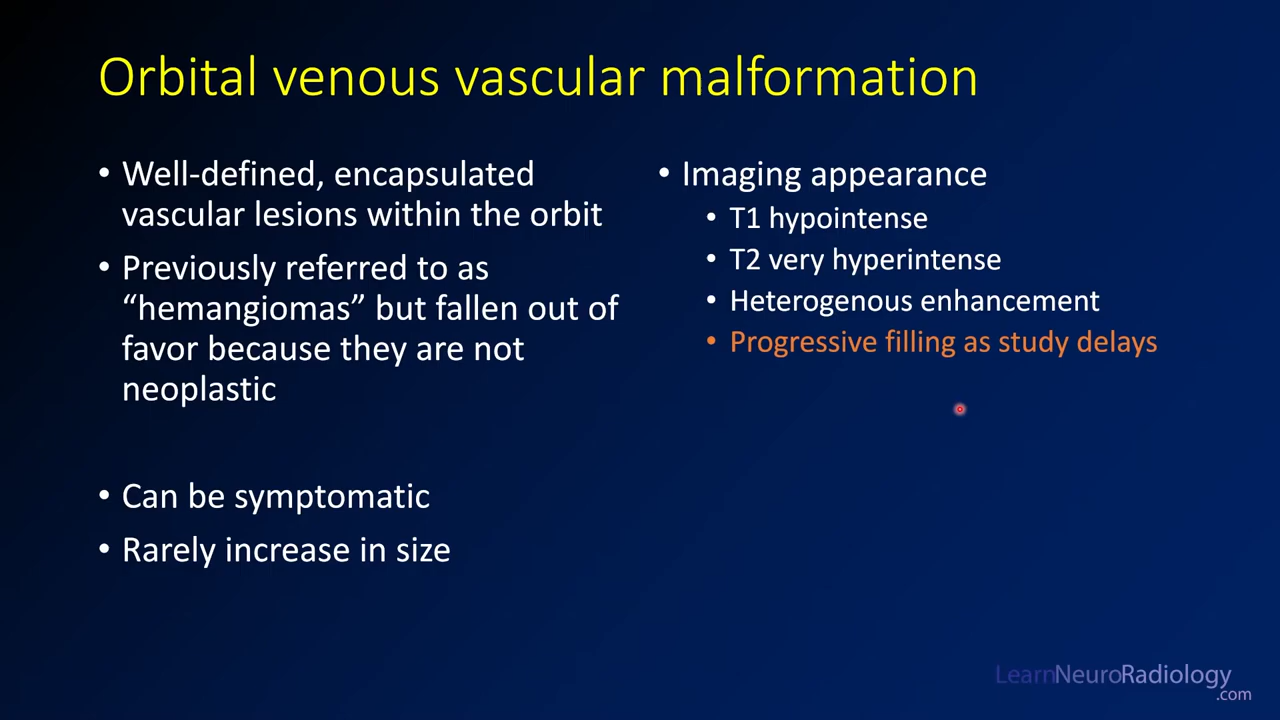 Orbital venous vascular malformation
• Well-defined, encapsulated
vascular lesions within the orbit
• Previously referred to as
“hemangiomas” but fallen out of
favor because they are not
neoplastic
• Can be symptomatic
• Rarely increase in size
• Imaging appearance
• T1 hypointense
• T2 very hyperintense
• Heterogenous enhancement
• Progressive filling as study delays
LearnNeuroRadiology
.com